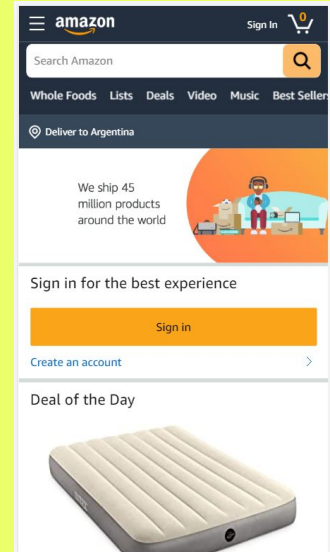 amazon
Sign In
0
Search Amazon
Whole Foods Lists Deals Video Music Best Sellers
Deliver to Argentina
We ship 45
million products
around the world
Sign in for the best experience
Sign in
Create an account
Deal of the Day